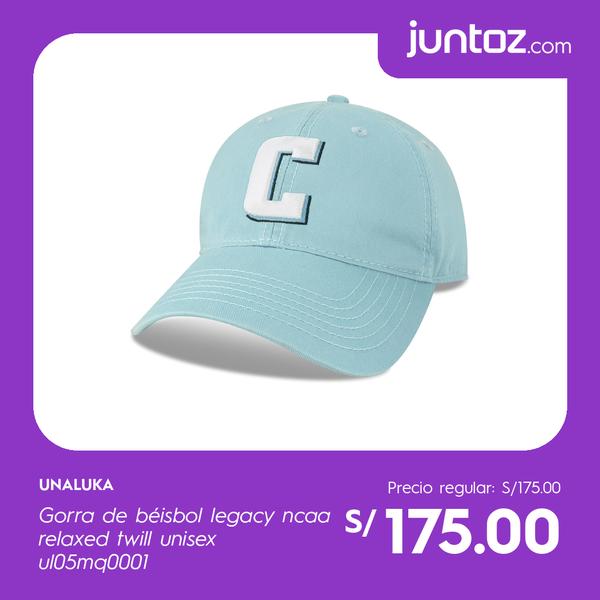 juntoz.com
C
UNALUKA
Gorra de béisbol legacy ncaa
relaxed twill unisex
ul05mq0001
Precio regular: S/175.00
S/175.00